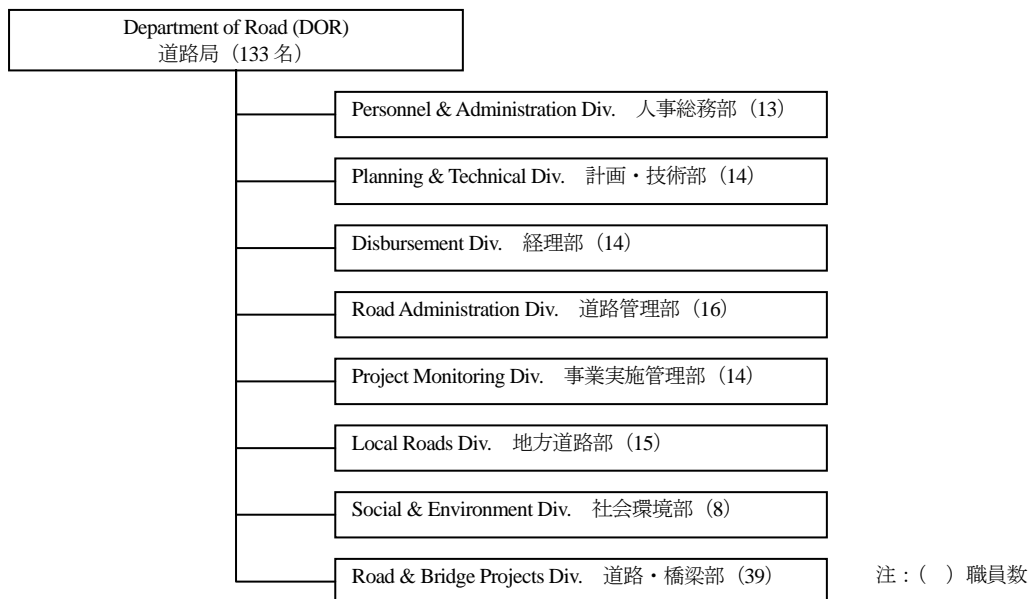 Department of Road (DOR)
道路局（133 名）
Personnel & Administration Div.　人事総務部（13）
Planning & Technical Div.　計画・技術部（14）
Disbursement Div.　経理部（14）
Road Administration Div.　道路管理部（16）
Project Monitoring Div.　事業実施管理部（14）
Local Roads Div.　地方道路部（15）
Social & Environment Div.　社会環境部（8）
Road & Bridge Projects Div.　道路・橋梁部（39）　注：（　）職員数